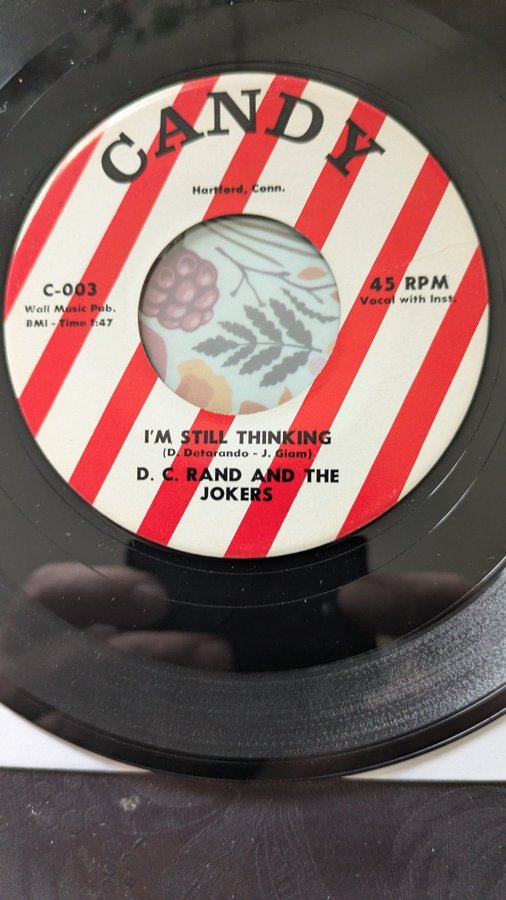 CANDY
Hartford, Conn.
C-003
Wall Music Pub.
BMI - Time 1:47
45 RPM
Vocal with Inst.
I'M STILL THINKING
(D. Detarando - J. Giam)
D. C. RAND AND THE
JOKERS